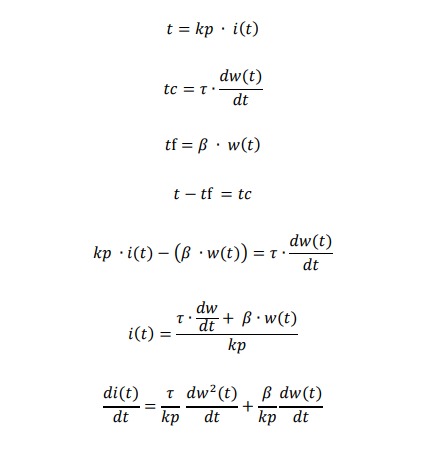 t = kp · i(t)
tc = τ · dw(t)/dt
tf = β · w(t)
t − tf = tc
kp · i(t) − (β · w(t)) = τ · dw(t)/dt
i(t) = (τ · dw/dt + β · w(t))/kp
di(t)/dt = τ/kp dw²(t)/dt + β/kp dw(t)/dt